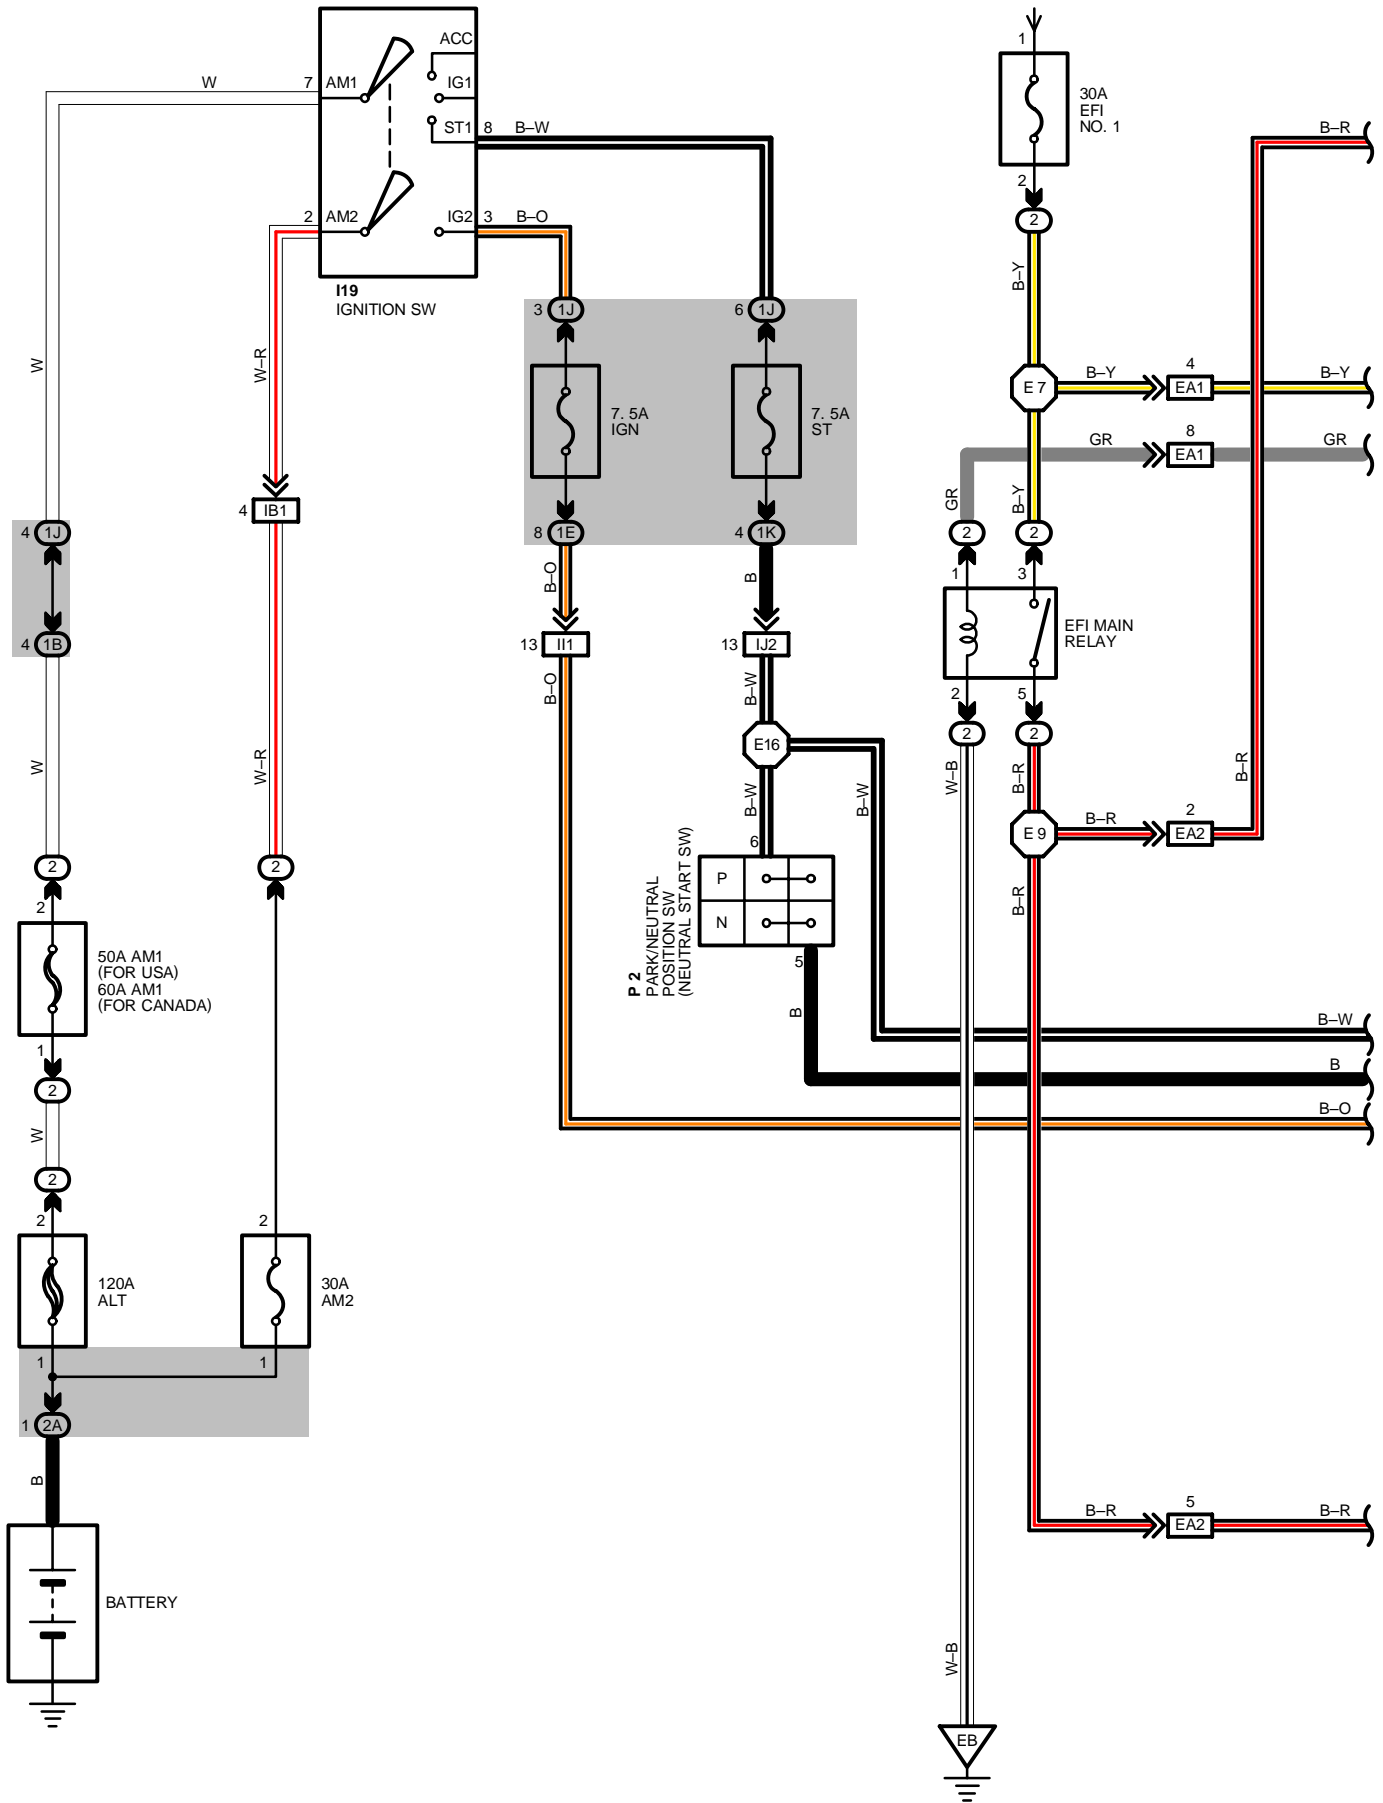 ACC
W
7
AM1
IG1
ST1
8
B–W
2
AM2
IG2
3
B–O
I19
IGNITION SW
W
W–R
3
1J
6
1J
7. 5A
IGN
7. 5A
ST
8
1E
4
1K
4
IB1
4
1J
4
1B
B–O
B
13
II1
13
IJ2
B–O
B–W
E16
B–W
B–W
6
P
N
5
B
P 2
PARK/NEUTRAL
POSITION SW
(NEUTRAL START SW)
W
W–R
2
2
2
50A AM1
(FOR USA)
60A AM1
(FOR CANADA)
1
2
W
2
2
2
120A
ALT
30A
AM2
1
1
1
2A
B
BATTERY
1
30A
EFI
NO. 1
2
2
B–Y
B–R
E 7
B–Y
4
EA1
B–Y
GR
8
EA1
GR
GR
B–Y
2
2
1
3
EFI MAIN
RELAY
2
5
2
2
W–B
B–R
B–R
E 9
B–R
2
EA2
B–R
B–W
B
B–O
B–R
5
EA2
B–R
W–B
EB